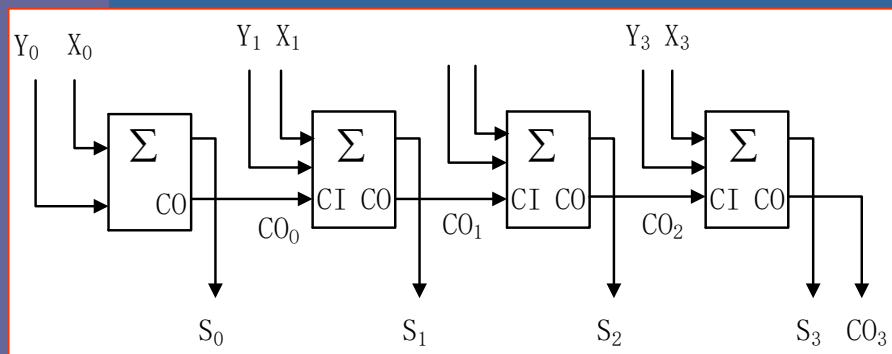 Y₀ X₀ Y₁ X₁ Y₃ X₃
Σ Σ Σ Σ
CO CI CO CI CO CI CO
CO₀ CO₁ CO₂
S₀ S₁ S₂ S₃ CO₃